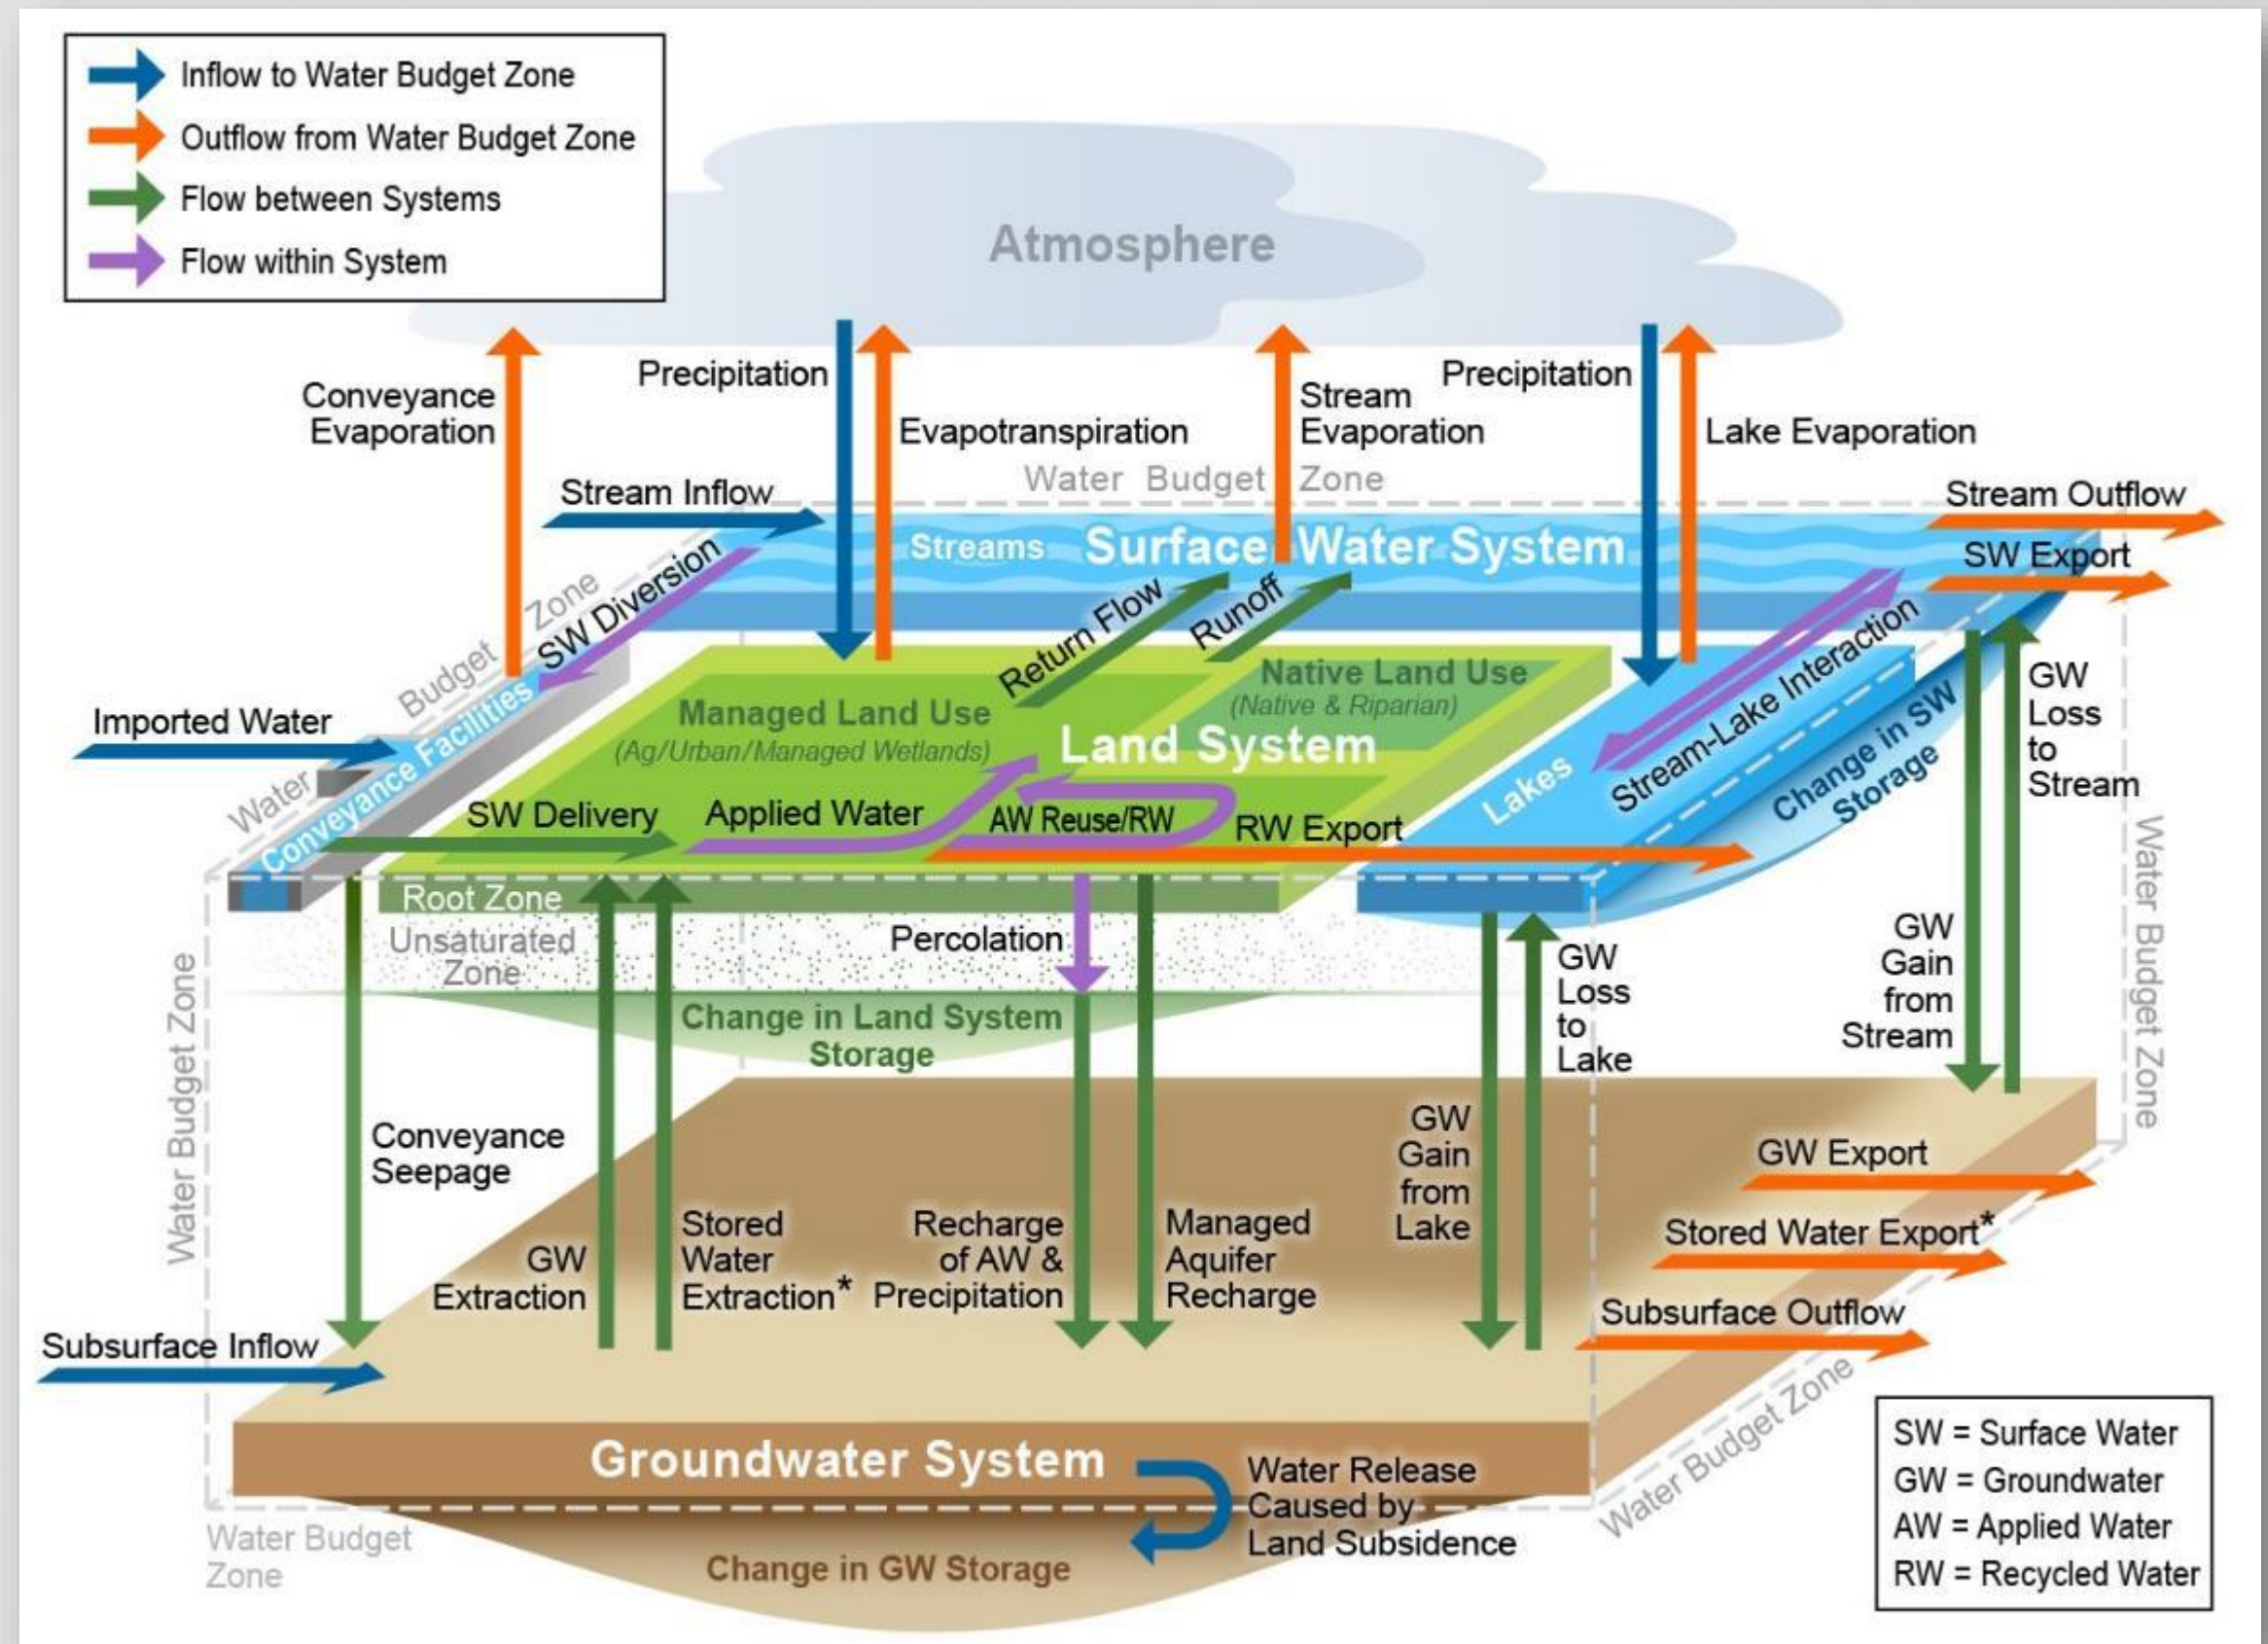 Inflow to Water Budget Zone
Outflow from Water Budget Zone
Flow between Systems
Flow within System
Atmosphere
Conveyance
Evaporation
Precipitation
Evapotranspiration
Stream
Evaporation
Precipitation
Lake Evaporation
Water Budget Zone
Stream Inflow
Stream Outflow
Streams
Surface Water System
SW Export
SW Diversion
Water Budget Zone
Return Flow
Runoff
Imported Water
Conveyance Facilities
Managed Land Use
(Ag/Urban/Managed Wetlands)
Native Land Use
(Native & Riparian)
Land System
Lakes
Stream-Lake Interaction
Change in SW
Storage
GW
Loss
to
Stream
SW Delivery
Applied Water
AW Reuse/RW
RW Export
Root Zone
Unsaturated
Zone
Percolation
Change in Land System
Storage
GW
Loss
to
Lake
GW
Gain
from
Stream
Water Budget Zone
Water Budget Zone
Conveyance
Seepage
GW
Extraction
Stored
Water
Extraction*
Recharge
of AW &
Precipitation
Managed
Aquifer
Recharge
GW
Gain
from
Lake
GW Export
Stored Water Export*
Subsurface Outflow
Subsurface Inflow
Groundwater System
Water Release
Caused by
Land Subsidence
Change in GW Storage
Water Budget
Zone
Water Budget Zone
SW = Surface Water
GW = Groundwater
AW = Applied Water
RW = Recycled Water